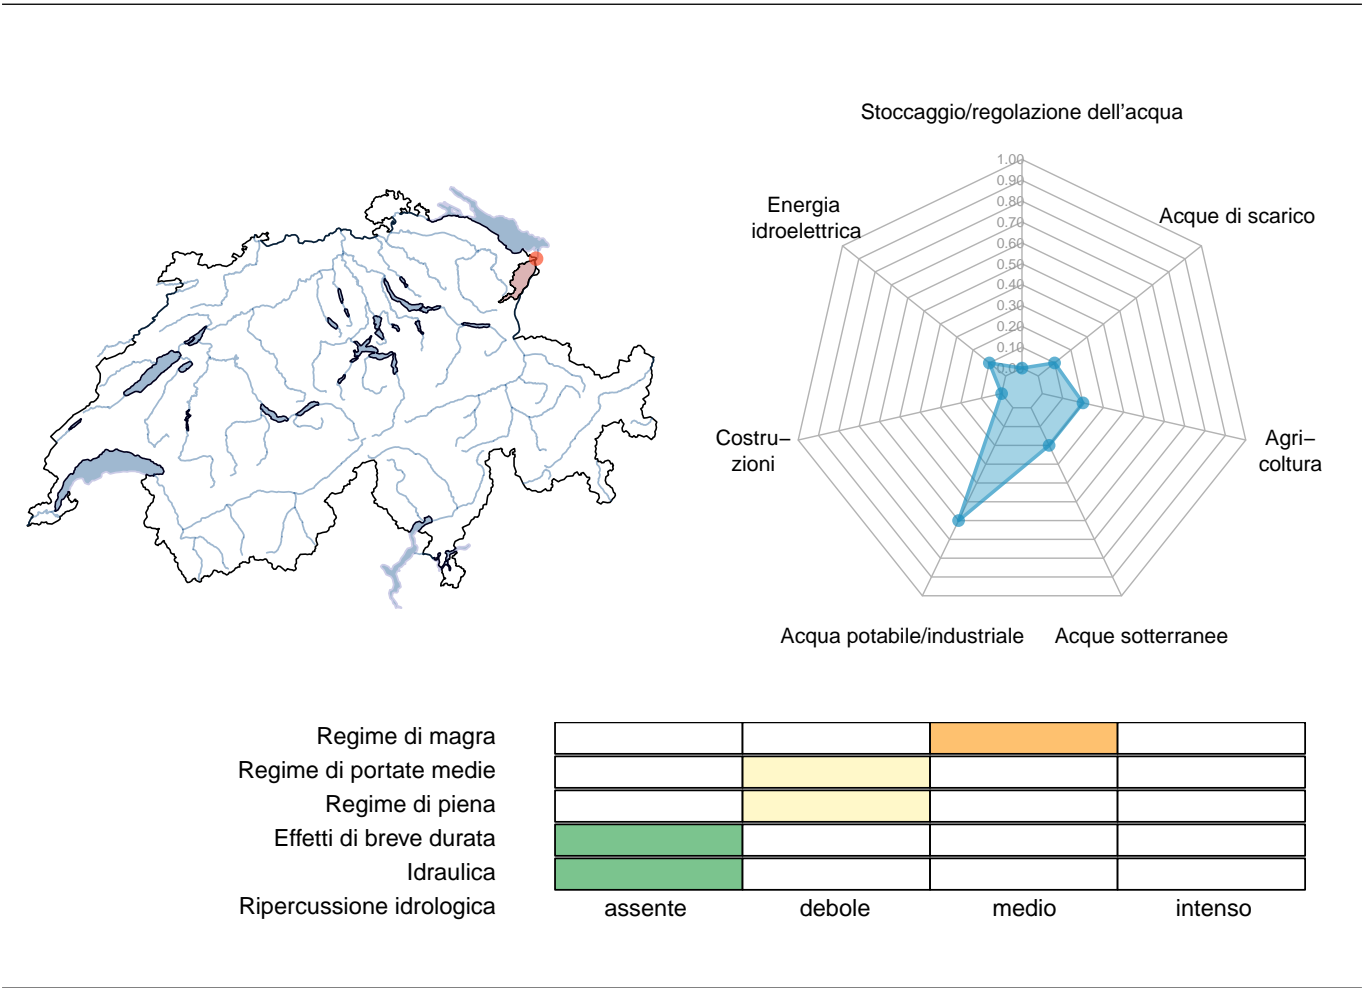 Stoccaggio/regolazione dell'acqua
1.00
0.90
0.80
0.70
0.60
0.50
0.40
0.30
0.20
0.10
Energia
idroelettrica
Acque di scarico
Costru–
zioni
Agri–
coltura
Acqua potabile/industriale
Acque sotterranee
Regime di magra
Regime di portate medie
Regime di piena
Effetti di breve durata
Idraulica
Ripercussione idrologica
assente
debole
medio
intenso